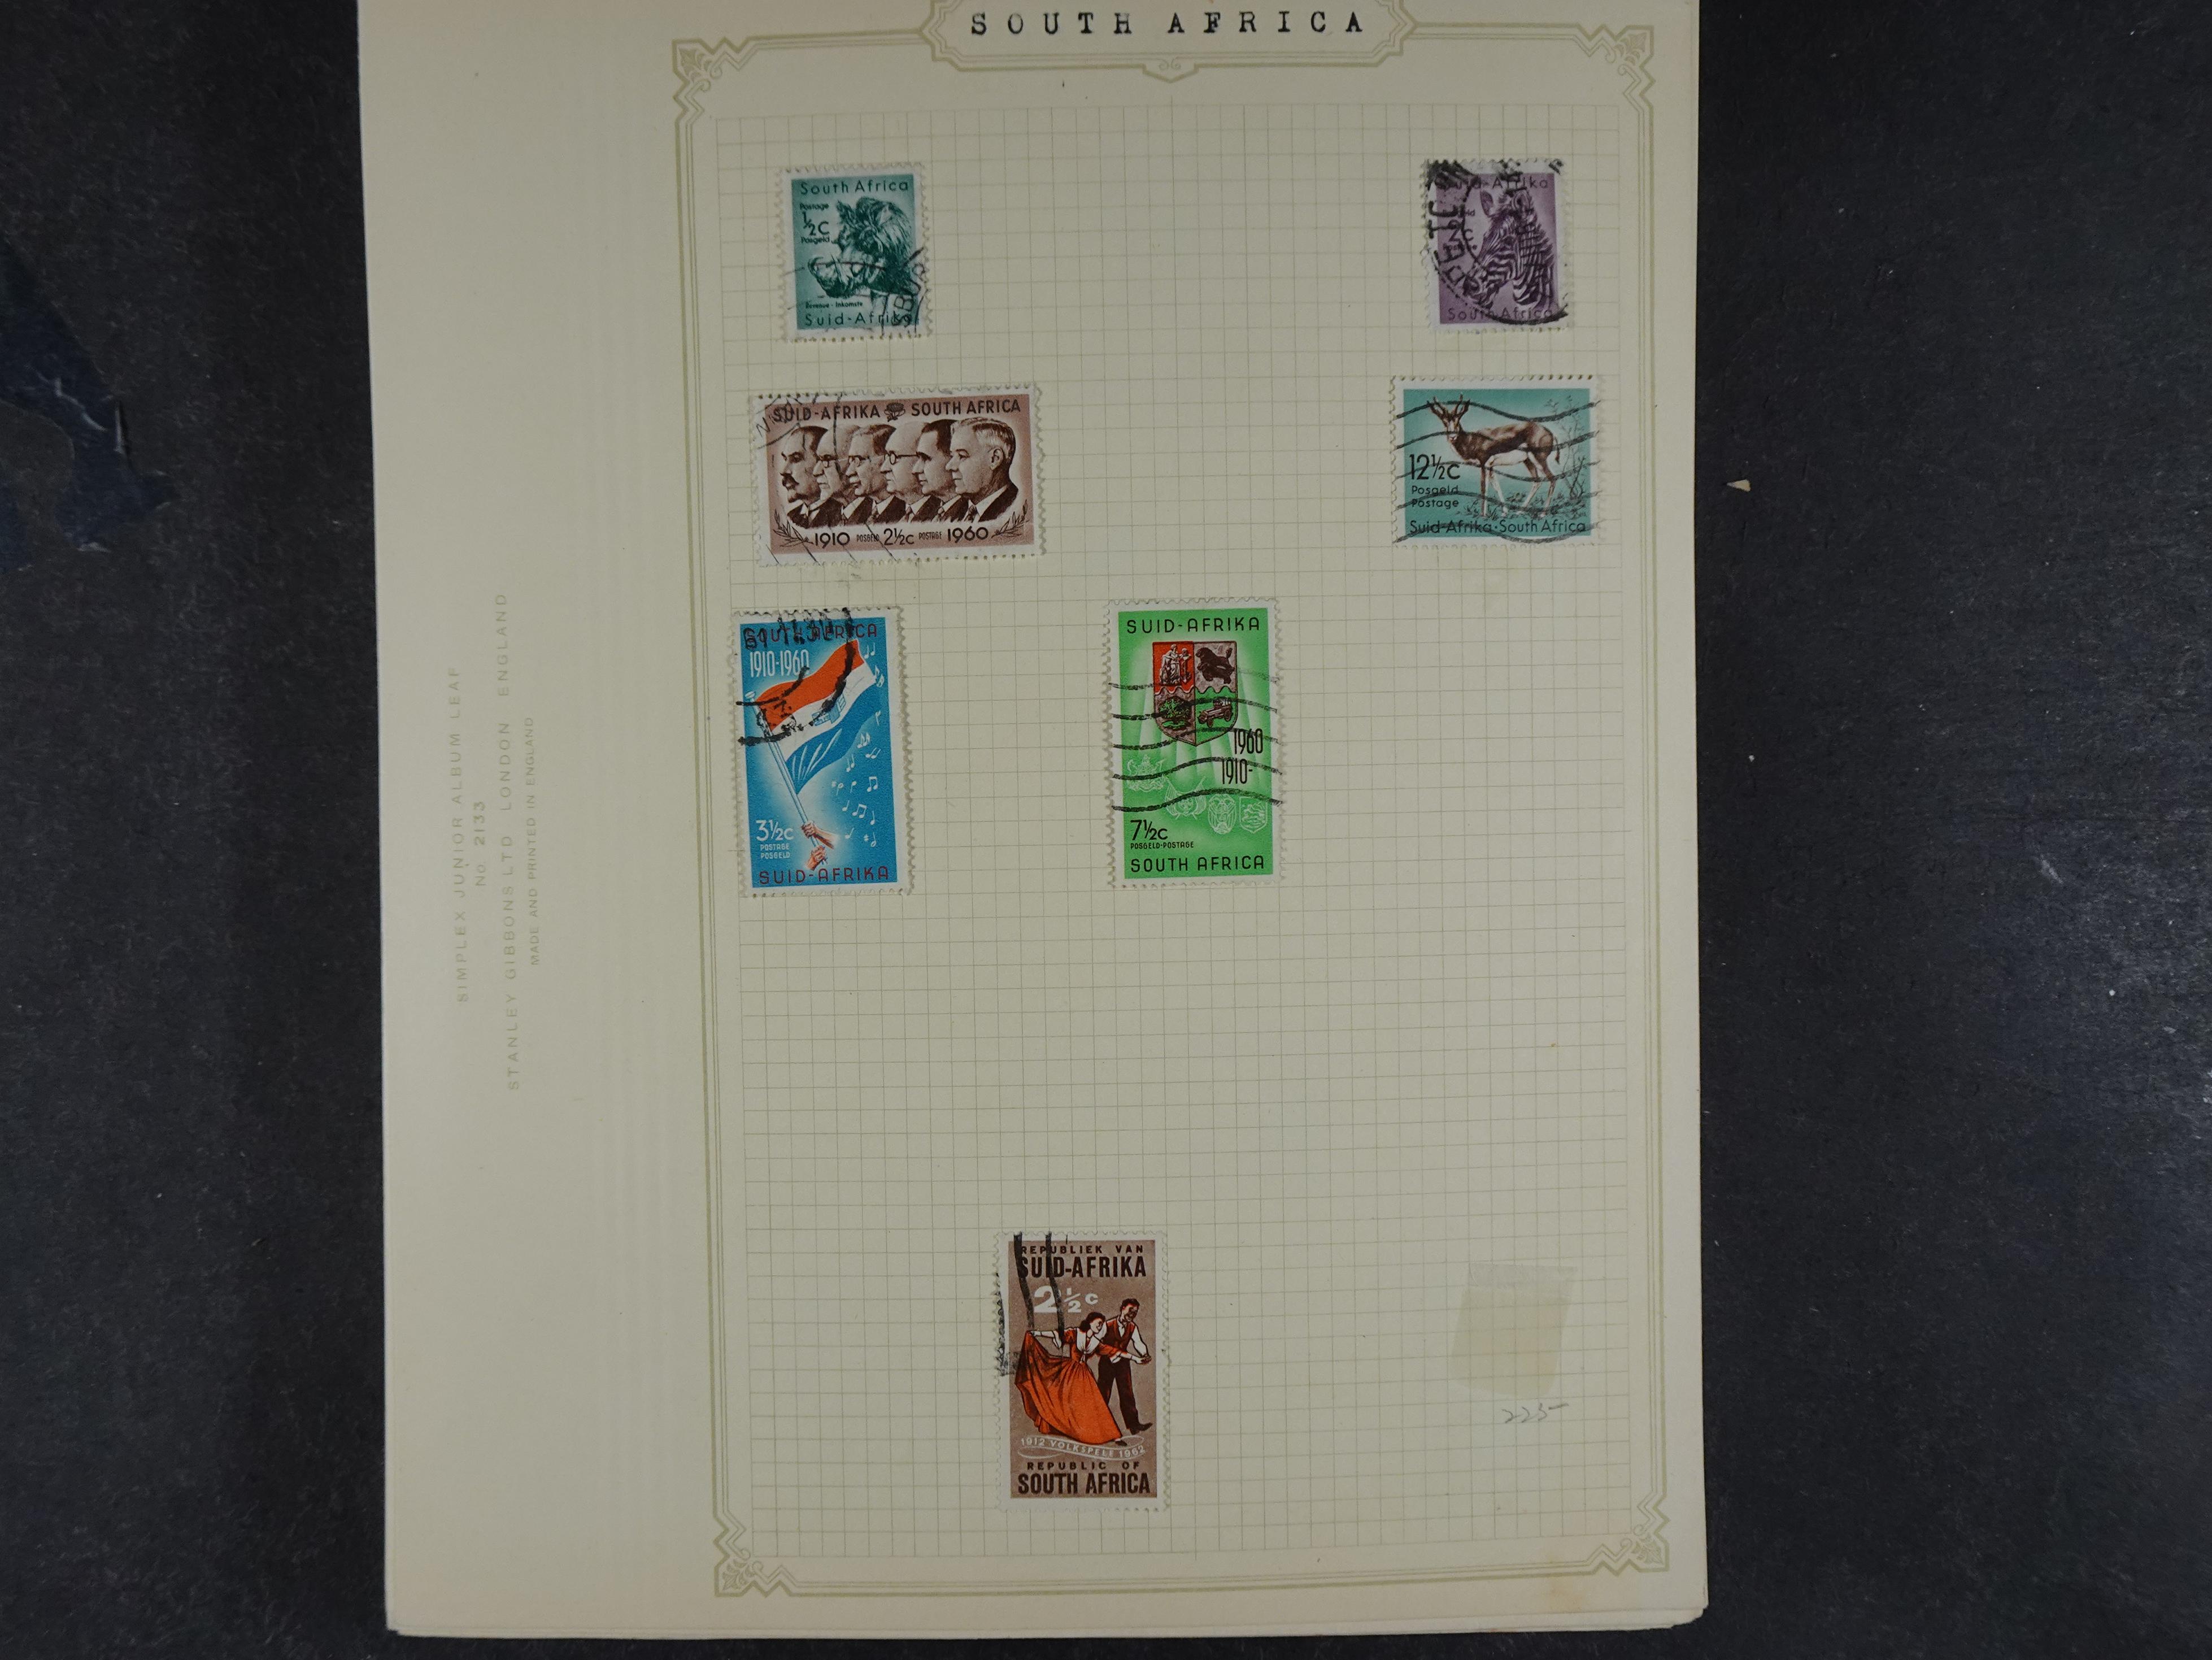 SOUTH AFRICA
South Africa
Postage
½c
Posgeld
Revenue · Inkomste
Suid-Afrika
Suid-Afrika
South Africa
SUID-AFRIKA SOUTH AFRICA
1910 POSGELD 2½c POSTAGE 1960
12½c
Posgeld
Postage
Suid-Afrika · South Africa
SOUTH AFRICA
1910-1960
3½c
POSTAGE
POSGELD
SUID-AFRIKA
SUID-AFRIKA
1960
1910-
7½c
POSGELD-POSTAGE
SOUTH AFRICA
REPUBLIEK VAN
SUID-AFRIKA
2½c
1912 VOLKSPELE 1962
REPUBLIC OF
SOUTH AFRICA
SIMPLEX JUNIOR ALBUM LEAF
No 2133
STANLEY GIBBONS LTD LONDON ENGLAND
MADE AND PRINTED IN ENGLAND